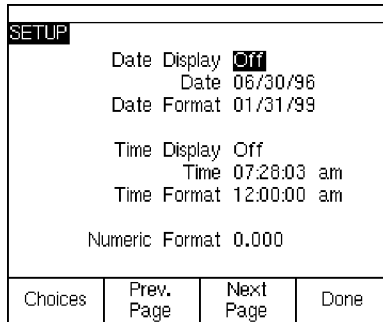 SETUP
Date Display Off
Date 06/30/96
Date Format 01/31/99
Time Display Off
Time 07:28:03 am
Time Format 12:00:00 am
Numeric Format 0.000
Choices
Prev. Page
Next Page
Done